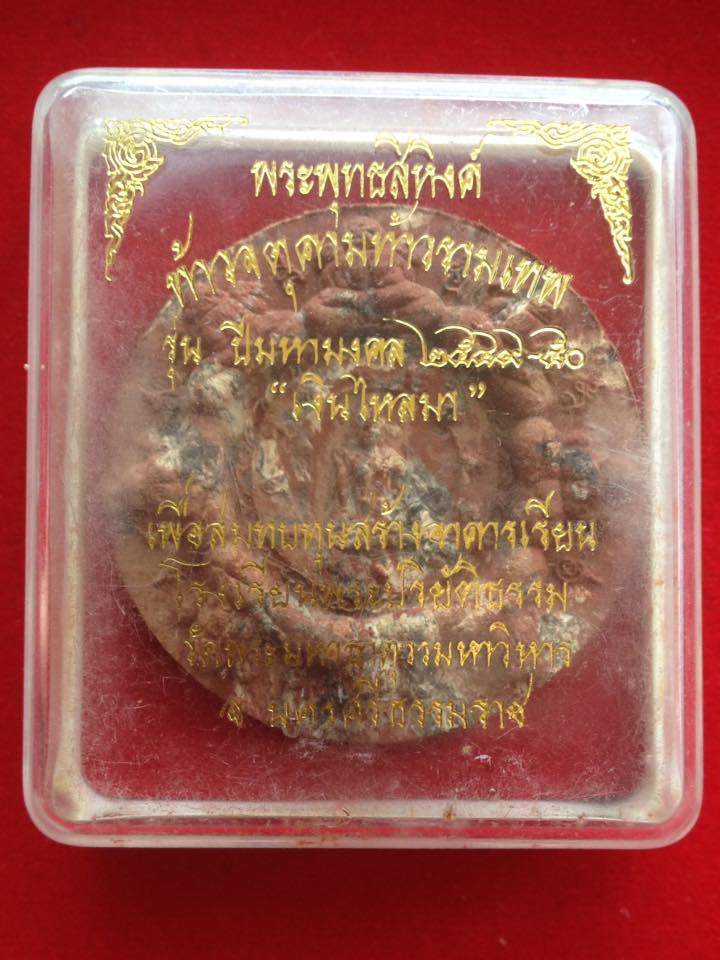 พระพุทธสิหิงค์
ท้าวจตุคามท้าวรามเทพ
รุ่น ปีมหามงคล ๒๕๔๙-๕๐
“เงินไหลมา”
เพื่อสมทบทุนสร้างอาคารเรียน
โรงเรียนพระปริยัติธรรม
วัดพระมหาธาตุวรมหาวิหาร
จ.นครศรีธรรมราช